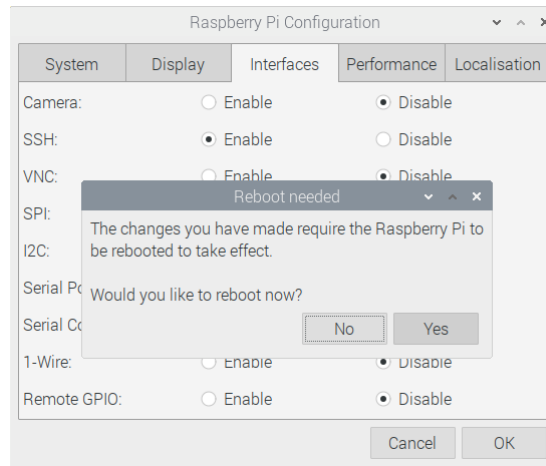 Raspberry Pi Configuration
System Display Interfaces Performance Localisation
Camera: Enable Disable
SSH: Enable Disable
VNC: Enable Disable
Reboot needed
SPI:
The changes you have made require the Raspberry Pi to
I2C: be rebooted to take effect.
Serial
Would you like to reboot now?
Serial
No Yes
1-Wire: Enable Disable
Remote GPIO: Enable Disable
Cancel OK